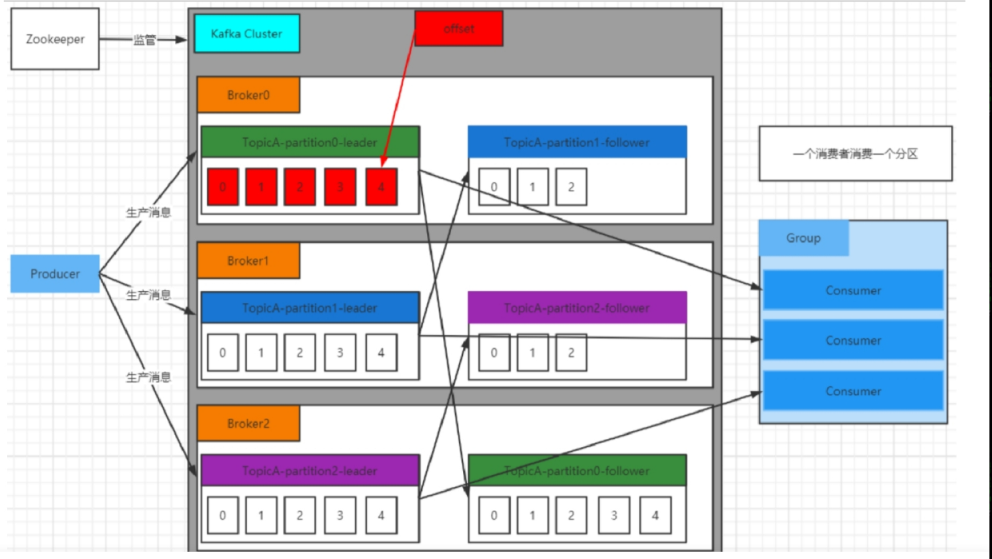 Zookeeper
监管
Kafka Cluster
offset
Broker0
TopicA-partition0-leader
0 1 2 3 4
TopicA-partition1-follower
0 1 2
一个消费者消费一个分区
生产消息
Producer
生产消息
生产消息
Broker1
TopicA-partition1-leader
0 1 2 3 4
TopicA-partition2-follower
0 1 2
Group
Consumer
Consumer
Consumer
Broker2
TopicA-partition2-leader
0 1 2 3 4
TopicA-partition0-follower
0 1 2 3 4